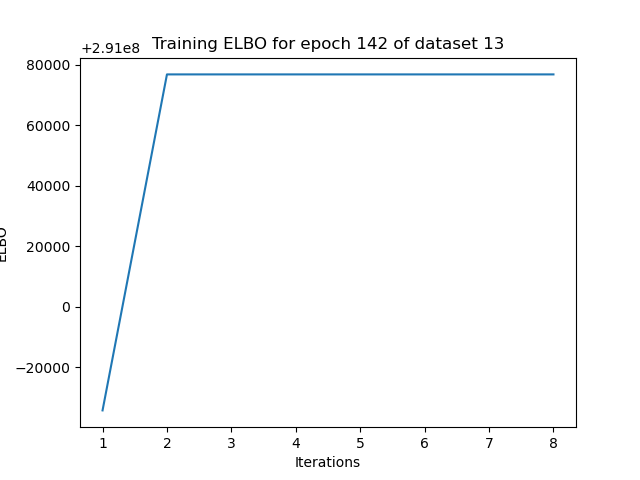 +2.91e8
Training ELBO for epoch 142 of dataset 13
80000
60000
40000
20000
0
−20000
ELBO
1 2 3 4 5 6 7 8
Iterations